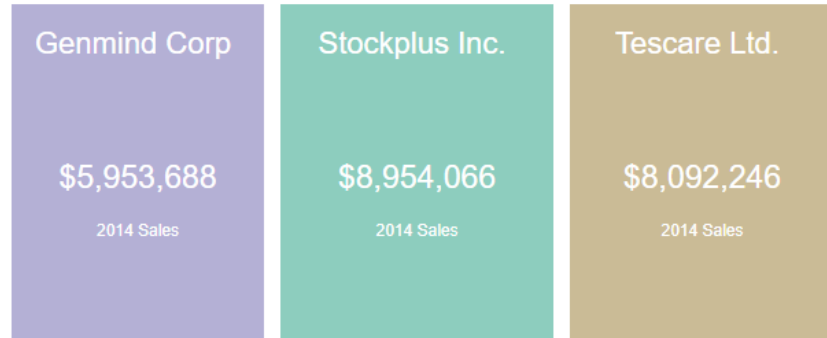 Genmind Corp
$5,953,688
2014 Sales
Stockplus Inc.
$8,954,066
2014 Sales
Tescare Ltd.
$8,092,246
2014 Sales